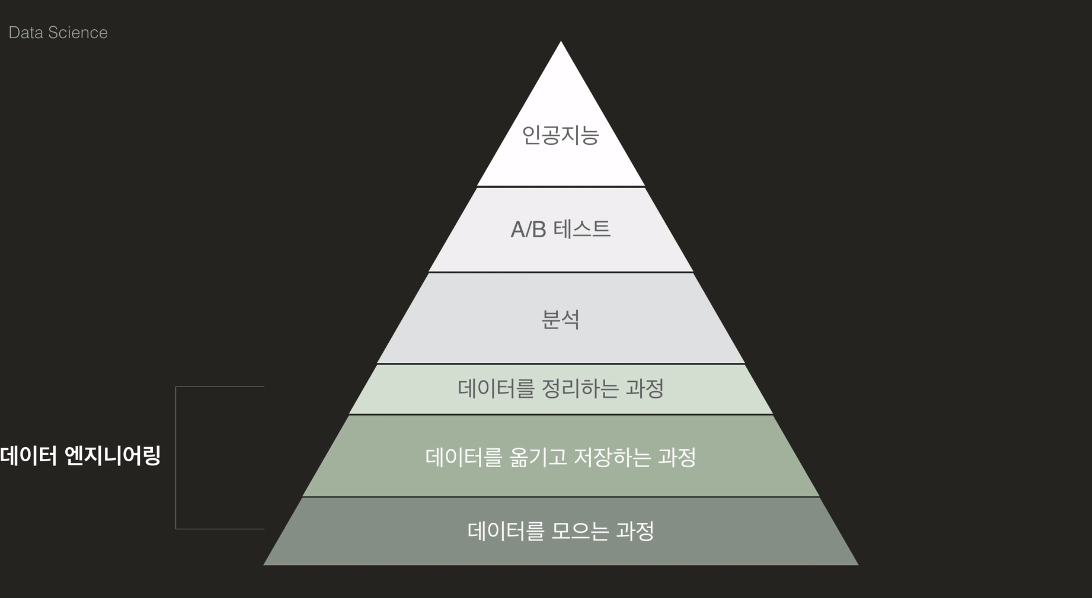 Data Science
인공지능
A/B 테스트
분석
데이터를 정리하는 과정
데이터 엔지니어링
데이터를 옮기고 저장하는 과정
데이터를 모으는 과정